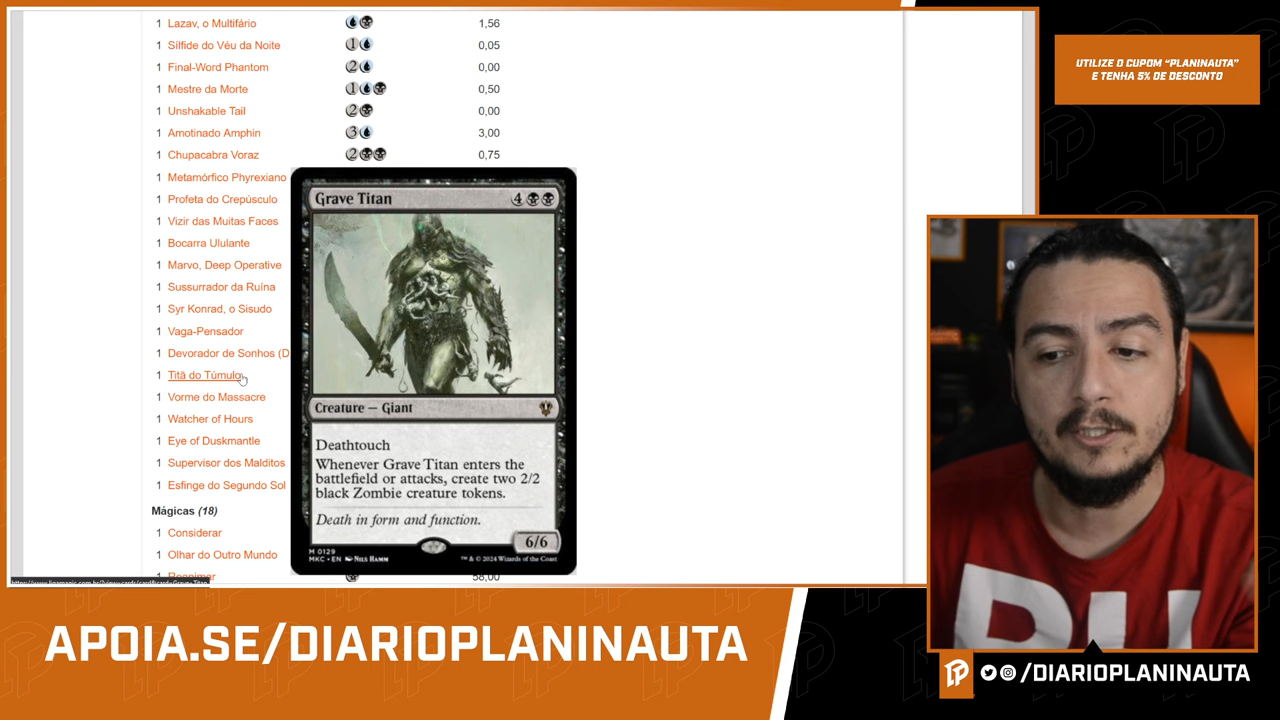 1 Lazav, o Multifário 1,56
1 Sílfide do Véu da Noite 1 0,05
1 Final-Word Phantom 2 0,00
1 Mestre da Morte 1 0,50
1 Unshakable Tail 2 0,00
1 Amotinado Amphin 3 3,00
1 Chupacabra Voraz 2 0,75
1 Metamórfico Phyrexiano
1 Profeta do Crepúsculo
1 Vizir das Muitas Faces
1 Bocarra Ululante
1 Marvo, Deep Operative
1 Sussurrador da Ruína
1 Syr Konrad, o Sisudo
1 Vaga-Pensador
1 Devorador de Sonhos (D
1 Titã do Túmulo
1 Vorme do Massacre
1 Watcher of Hours
1 Eye of Duskmantle
1 Supervisor dos Malditos
1 Esfinge do Segundo Sol
Mágicas (18)
1 Considerar
1 Olhar do Outro Mundo
1 Reanimar 58,00
Grave Titan 4
Creature — Giant
Deathtouch
Whenever Grave Titan enters the
battlefield or attacks, create two 2/2
black Zombie creature tokens.
Death in form and function.
6/6
M 0129
MKC • EN Nils Hamm
™ & © 2024 Wizards of the Coast
UTILIZE O CUPOM “PLANINAUTA”
E TENHA 5% DE DESCONTO
APOIA.SE/DIARIOPLANINAUTA
/DIARIOPLANINAUTA